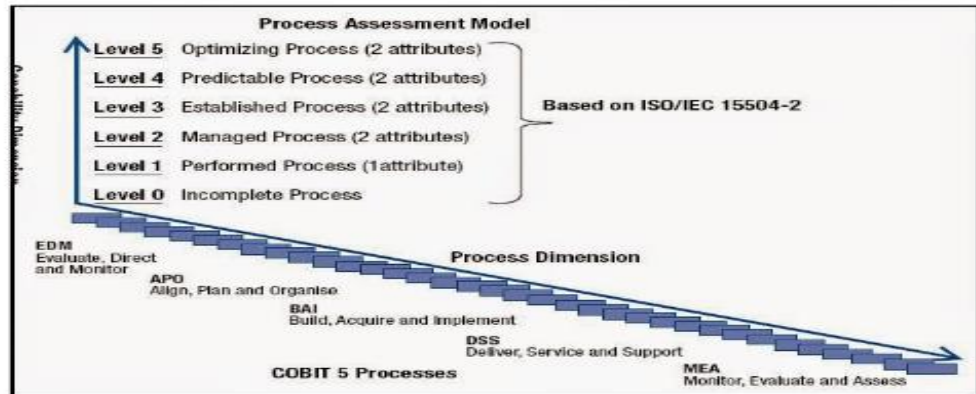 Process Assessment Model
Level 5 Optimizing Process (2 attributes)
Level 4 Predictable Process (2 attributes)
Level 3 Established Process (2 attributes)
Level 2 Managed Process (2 attributes)
Level 1 Performed Process (1attribute)
Level 0 Incomplete Process
Based on ISO/IEC 15504-2
Capability Dimension
Process Dimension
EDM
Evaluate, Direct
and Monitor
APO
Align, Plan and Organise
BAI
Build, Acquire and Implement
DSS
Deliver, Service and Support
MEA
Monitor, Evaluate and Assess
COBIT 5 Processes